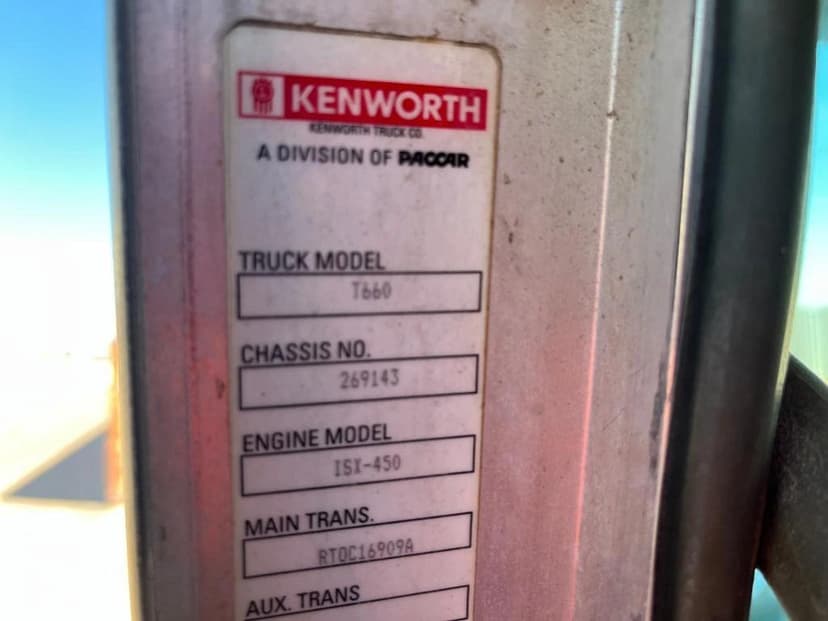 KENWORTH
KENWORTH TRUCK CO.
A DIVISION OF PACCAR
TRUCK MODEL
T660
CHASSIS NO.
269143
ENGINE MODEL
ISX-450
MAIN TRANS.
RTOC16909A
AUX. TRANS